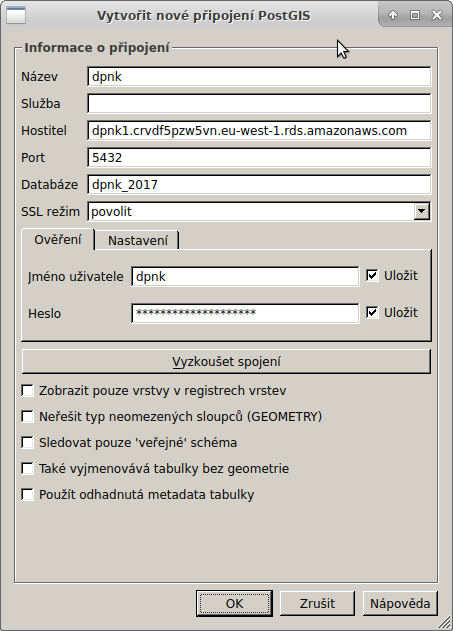 Vytvořit nové připojení PostGIS
Informace o připojení
Název dpnk
Služba
Hostitel dpnk1.crvdf5pzw5vn.eu-west-1.rds.amazonaws.com
Port 5432
Databáze dpnk_2017
SSL režim povolit
Ověření Nastavení
Jméno uživatele dpnk Uložit
Heslo ******************** Uložit
Vyzkoušet spojení
Zobrazit pouze vrstvy v registrech vrstev
Neřešit typ neomezených sloupců (GEOMETRY)
Sledovat pouze 'veřejné' schéma
Také vyjmenovává tabulky bez geometrie
Použít odhadnutá metadata tabulky
OK Zrušit Nápověda